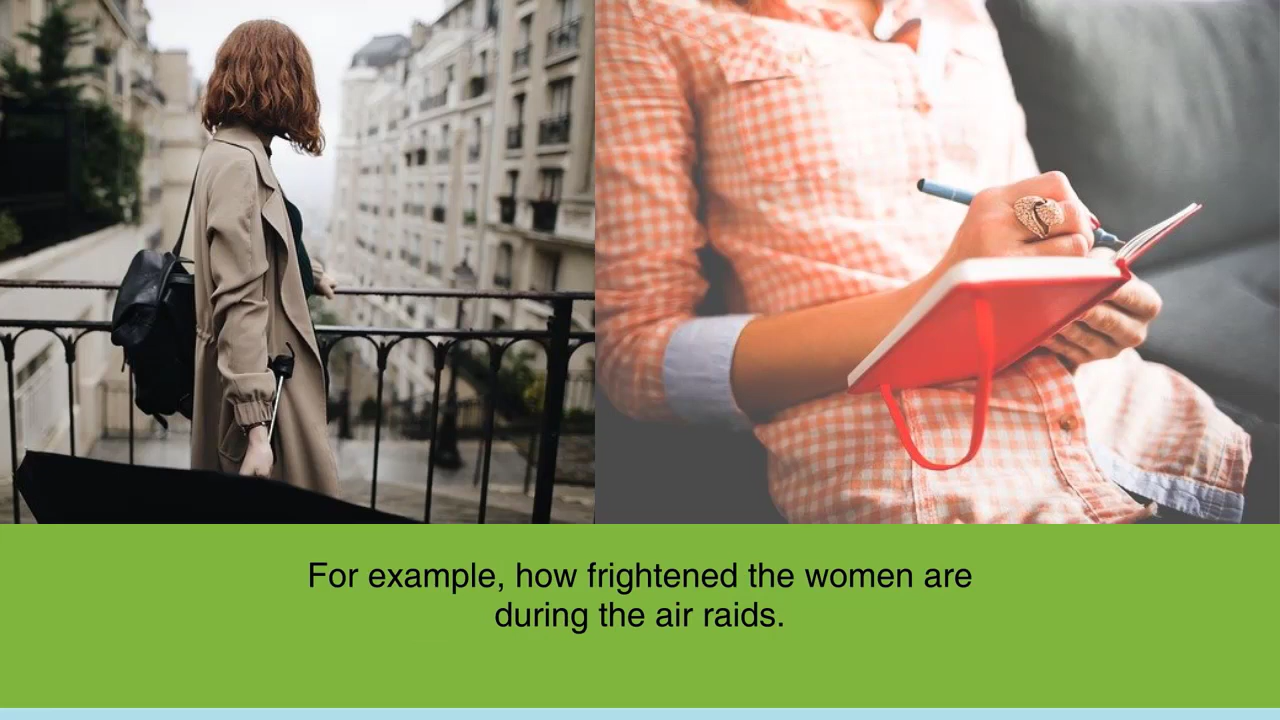 For example, how frightened the women are
during the air raids.